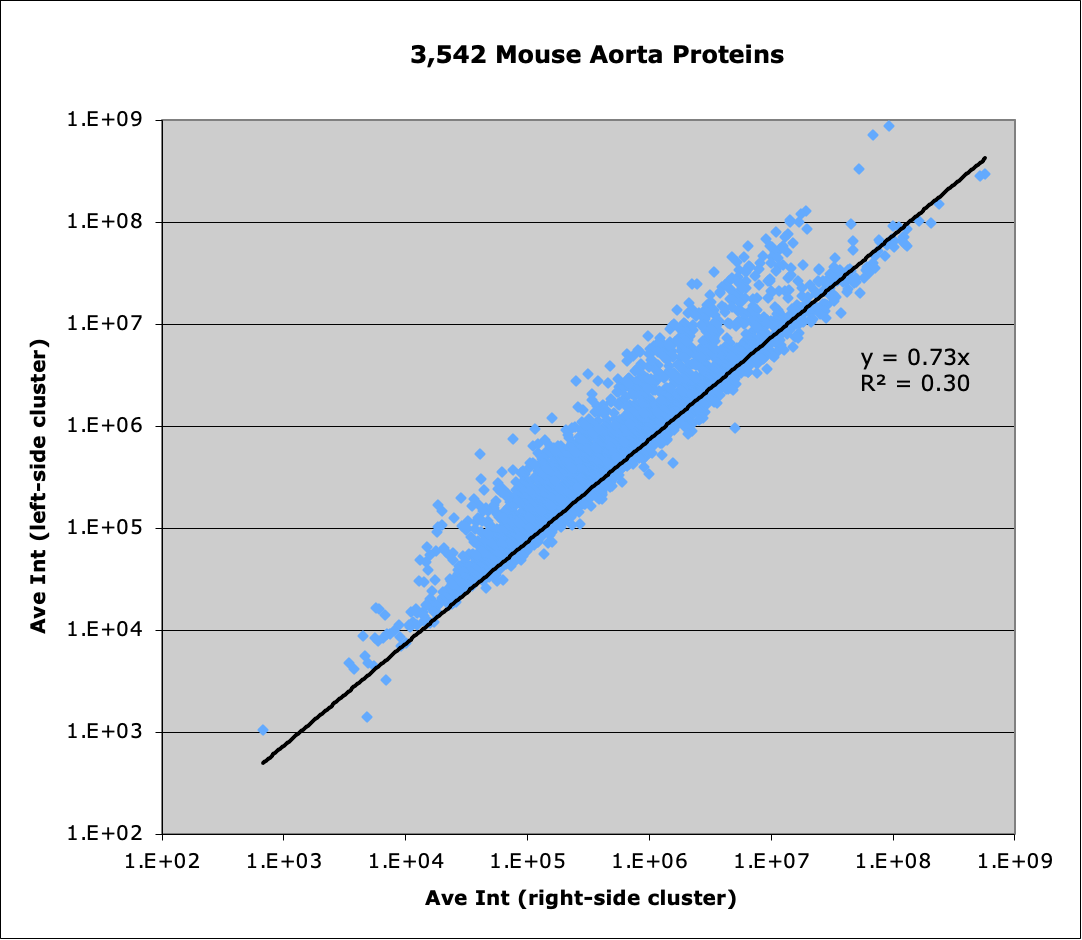 3,542 Mouse Aorta Proteins
1.E+09
1.E+08
1.E+07
1.E+06
1.E+05
1.E+04
1.E+03
1.E+02
Ave Int (left-side cluster)
y = 0.73x
R² = 0.30
1.E+02 1.E+03 1.E+04 1.E+05 1.E+06 1.E+07 1.E+08 1.E+09
Ave Int (right-side cluster)